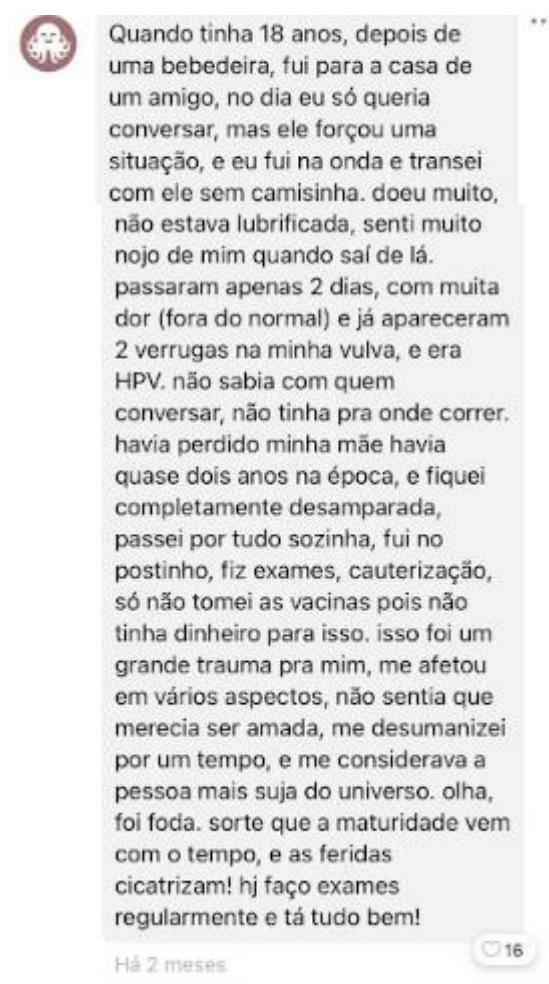 Quando tinha 18 anos, depois de
uma bebedeira, fui para a casa de
um amigo, no dia eu só queria
conversar, mas ele forçou uma
situação, e eu fui na onda e transei
com ele sem camisinha. doeu muito,
não estava lubrificada, senti muito
nojo de mim quando saí de lá.
passaram apenas 2 dias, com muita
dor (fora do normal) e já apareceram
2 verrugas na minha vulva, e era
HPV. não sabia com quem
conversar, não tinha pra onde correr.
havia perdido minha mãe havia
quase dois anos na época, e fiquei
completamente desamparada,
passei por tudo sozinha, fui no
postinho, fiz exames, cauterização,
só não tomei as vacinas pois não
tinha dinheiro para isso. isso foi um
grande trauma pra mim, me afetou
em vários aspectos, não sentia que
merecia ser amada, me desumanizei
por um tempo, e me considerava a
pessoa mais suja do universo. olha,
foi foda. sorte que a maturidade vem
com o tempo, e as feridas
cicatrizam! hj faço exames
regularmente e tá tudo bem!
16
Há 2 meses